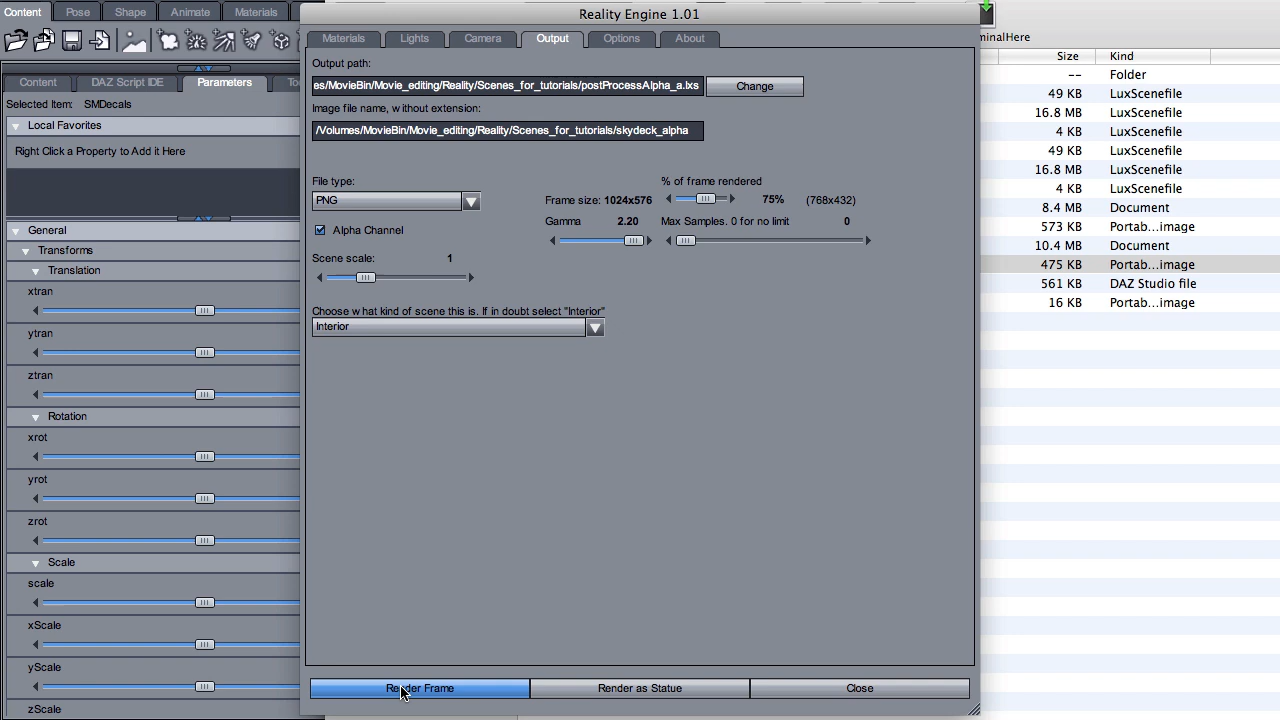 Content
Pose
Shape
Animate
Materials
Content
DAZ Script IDE
Parameters
Selected Item: SMDecals
Local Favorites
Right Click a Property to Add it Here
General
Transforms
Translation
xtran
ytran
ztran
Rotation
xrot
yrot
zrot
Scale
scale
xScale
yScale
zScale
Reality Engine 1.01
Materials
Lights
Camera
Output
Options
About
Output path:
es/MovieBin/Movie_editing/Reality/Scenes_for_tutorials/postProcessAlpha_a.lxs
Change
Image file name, without extension:
/Volumes/MovieBin/Movie_editing/Reality/Scenes_for_tutorials/skydeck_alpha
File type:
PNG
Alpha Channel
Scene scale: 1
Frame size: 1024x576
Gamma 2.20
% of frame rendered
75% (768x432)
Max Samples. 0 for no limit 0
Choose what kind of scene this is. If in doubt select "Interior"
Interior
Render Frame
Render as Statue
Close
minalHere
Size Kind
-- Folder
49 KB LuxScenefile
16.8 MB LuxScenefile
4 KB LuxScenefile
49 KB LuxScenefile
16.8 MB LuxScenefile
4 KB LuxScenefile
8.4 MB Document
573 KB Portab...image
10.4 MB Document
475 KB Portab...image
561 KB DAZ Studio file
16 KB Portab...image